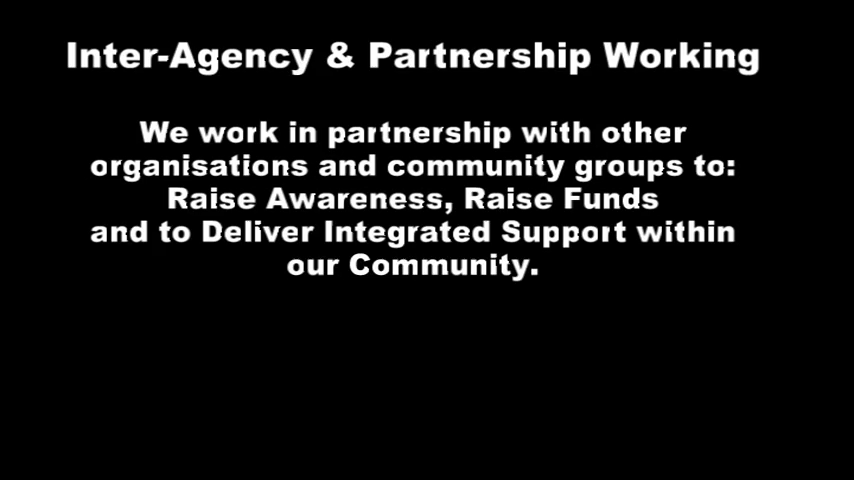 Inter-Agency & Partnership Working
We work in partnership with other
organisations and community groups to:
Raise Awareness, Raise Funds
and to Deliver Integrated Support within
our Community.